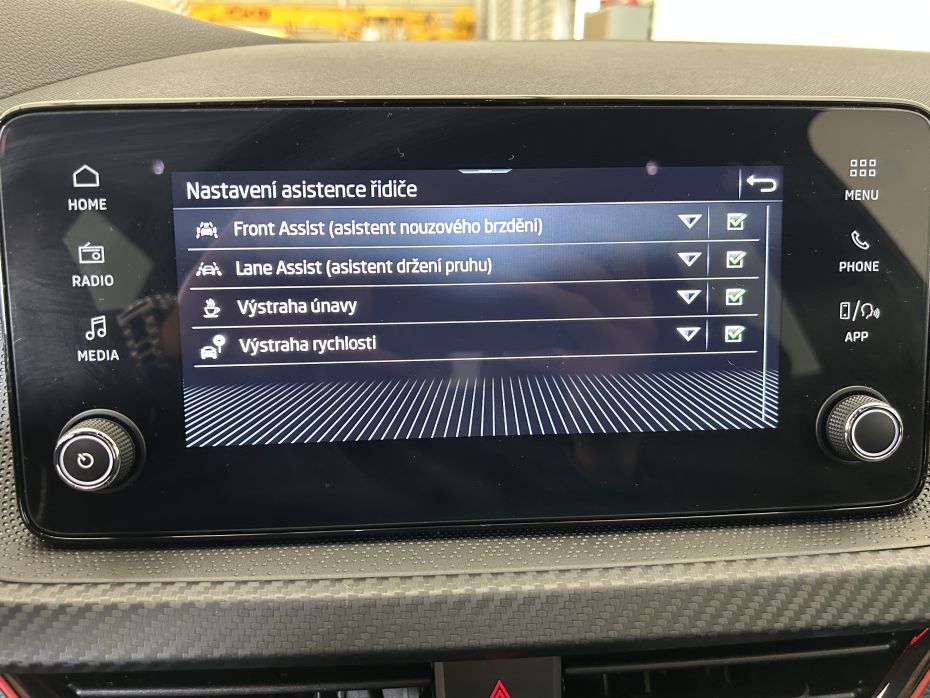 ČKB
HOME
RADIO
MEDIA
Nastavení asistence řidiče
Front Assist (asistent nouzového brzdění)
Lane Assist (asistent držení pruhu)
Výstraha únavy
Výstraha rychlosti
MENU
PHONE
APP